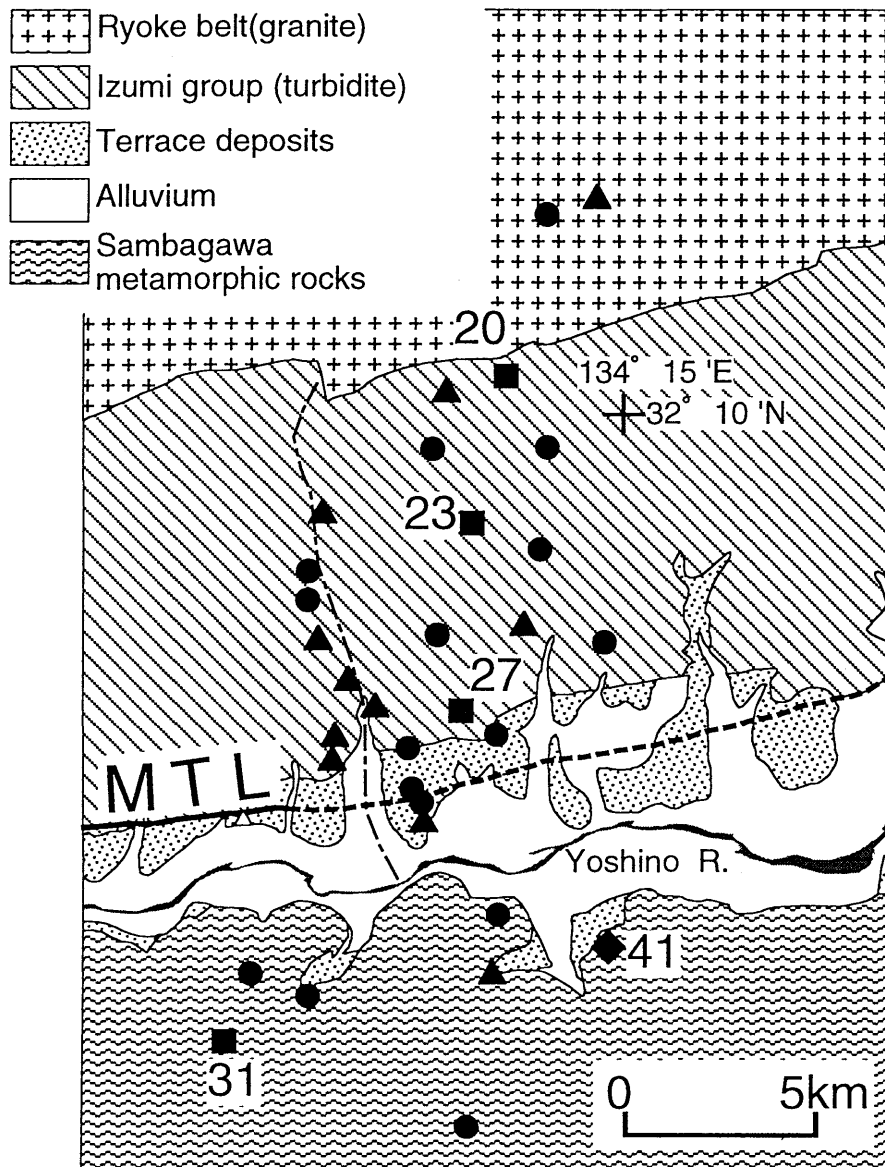 Ryoke belt(granite)
Izumi group (turbidite)
Terrace deposits
Alluvium
Sambagawa
metamorphic rocks
20
134° 15 'E
32° 10 'N
23
27
MTL
Yoshino R.
41
31
0 5km